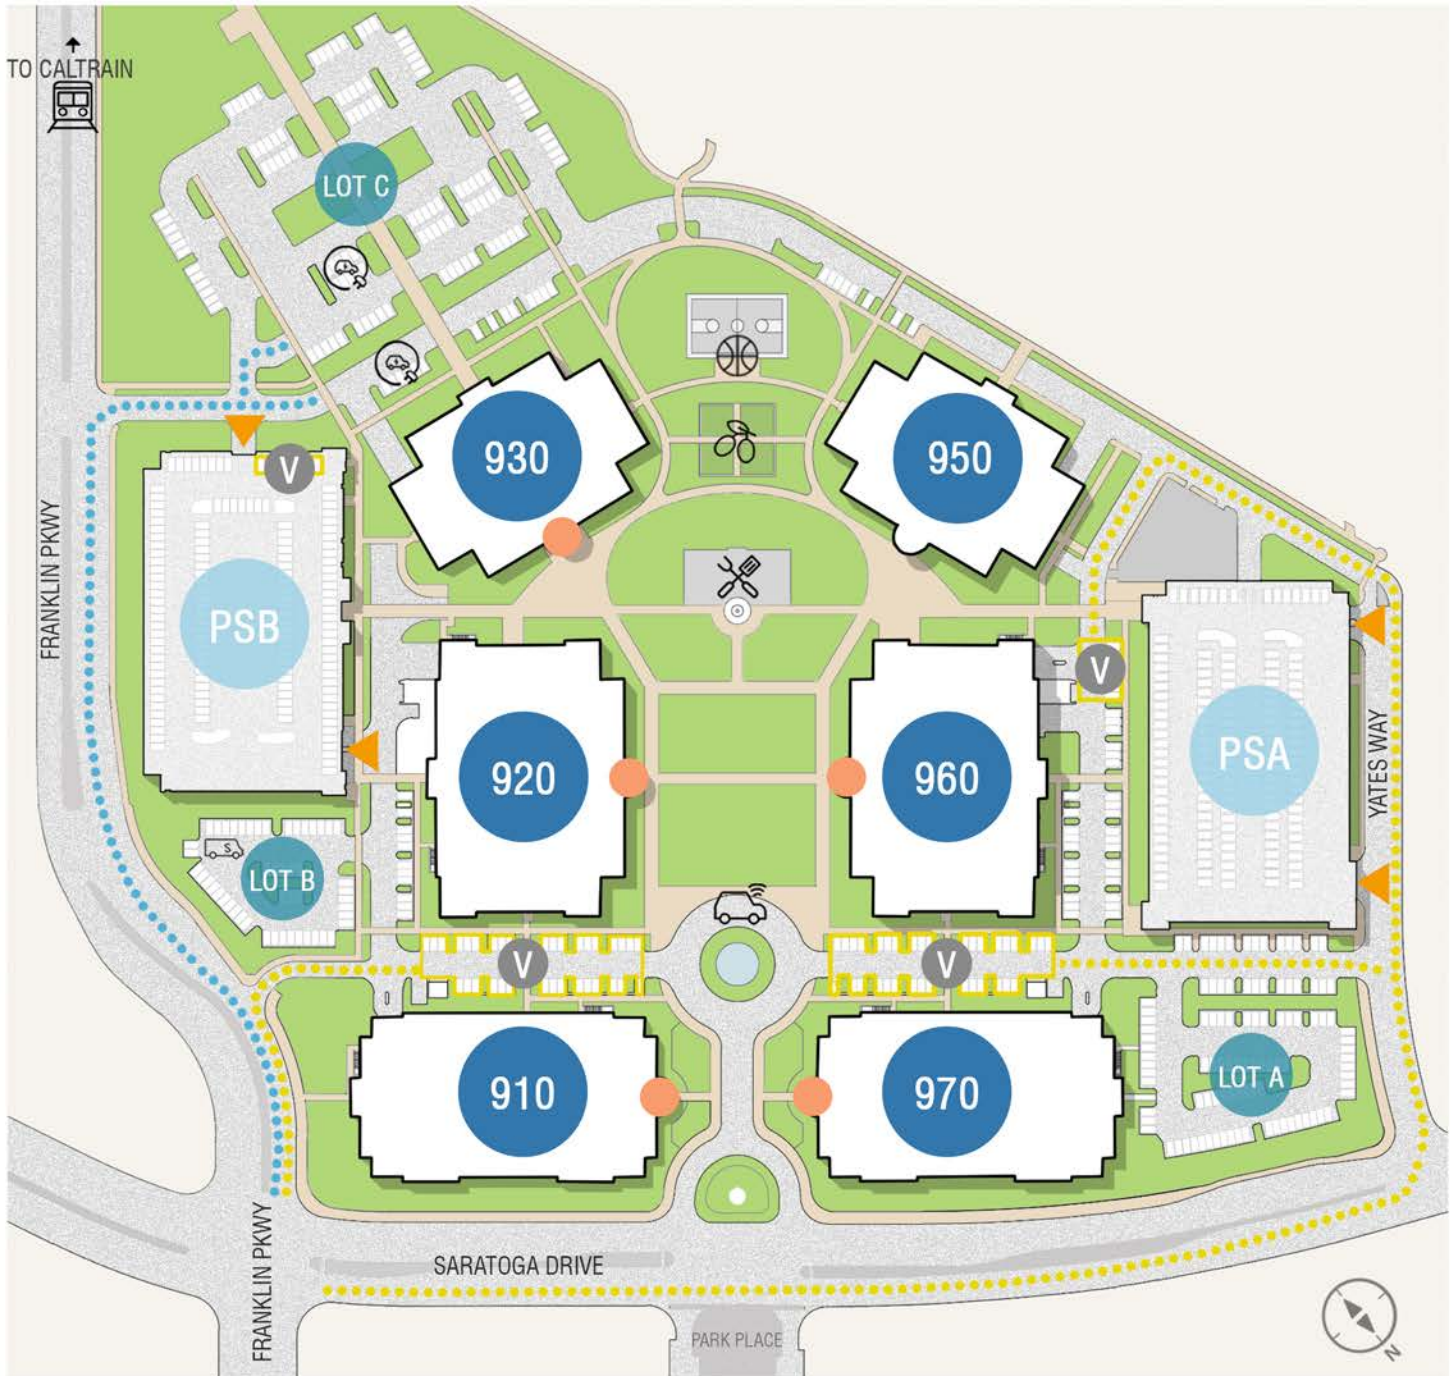 TO CALTRAIN
LOT C
930
950
V
FRANKLIN PKWY
PSB
V
920
960
PSA
YATES WAY
S
LOT B
V
V
910
970
LOT A
FRANKLIN PKWY
SARATOGA DRIVE
PARK PLACE
N